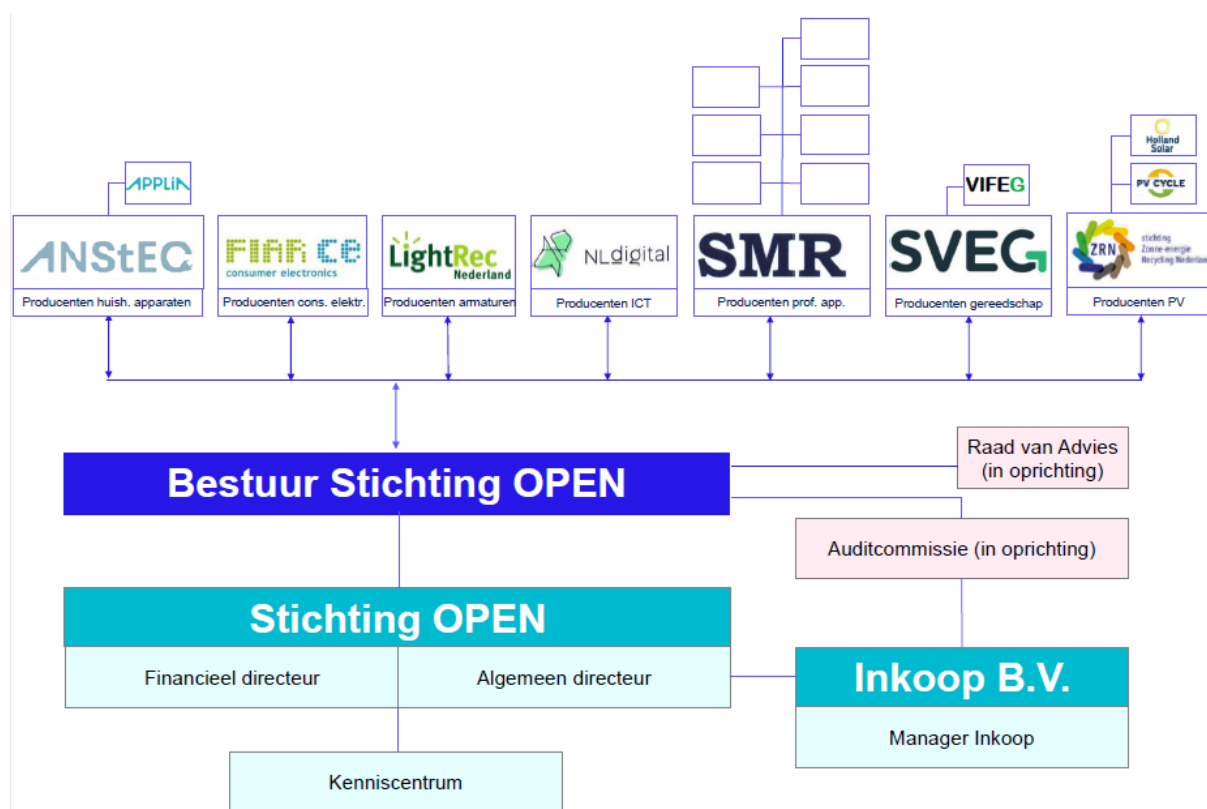 Holland
Solar
APPLiA
VIFEG
PV CYCLE
ANStEC
FIAR CE
consumer electronics
LightRec
Nederland
NLdigital
SMR
SVEG
ZRN
stichting
Zonne-energie
Recycling Nederland
Producenten huish. apparaten
Producenten cons. elektr.
Producenten armaturen
Producenten ICT
Producenten prof. app.
Producenten gereedschap
Producenten PV
Bestuur Stichting OPEN
Raad van Advies
(in oprichting)
Auditcommissie (in oprichting)
Stichting OPEN
Financieel directeur
Algemeen directeur
Inkoop B.V.
Manager Inkoop
Kenniscentrum